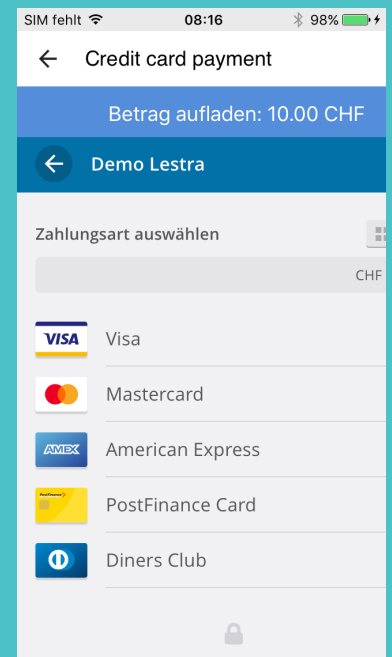 SIM fehlt 08:16 98%
Credit card payment
Betrag aufladen: 10.00 CHF
Demo Lestra
Zahlungsart auswählen
CHF
VISA Visa
Mastercard
AMEX American Express
PostFinance PostFinance Card
Diners Club